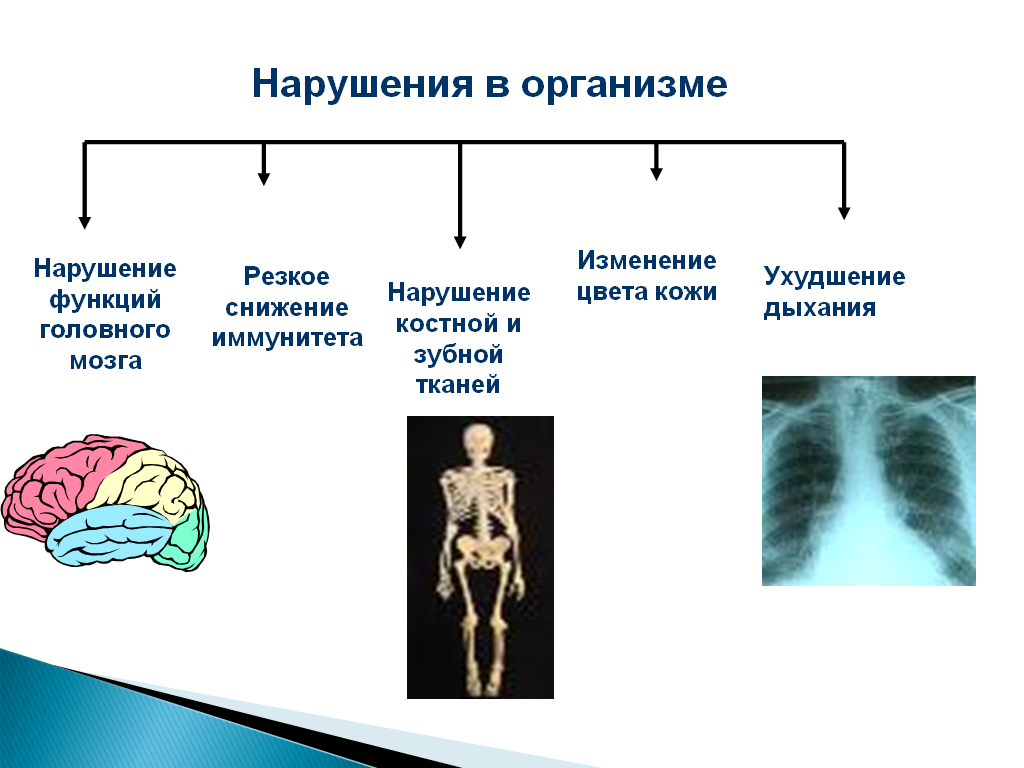 Нарушения в организме
Нарушение
функций
головного
мозга
Резкое
снижение
иммунитета
Нарушение
костной и
зубной
тканей
Изменение
цвета кожи
Ухудшение
дыхания